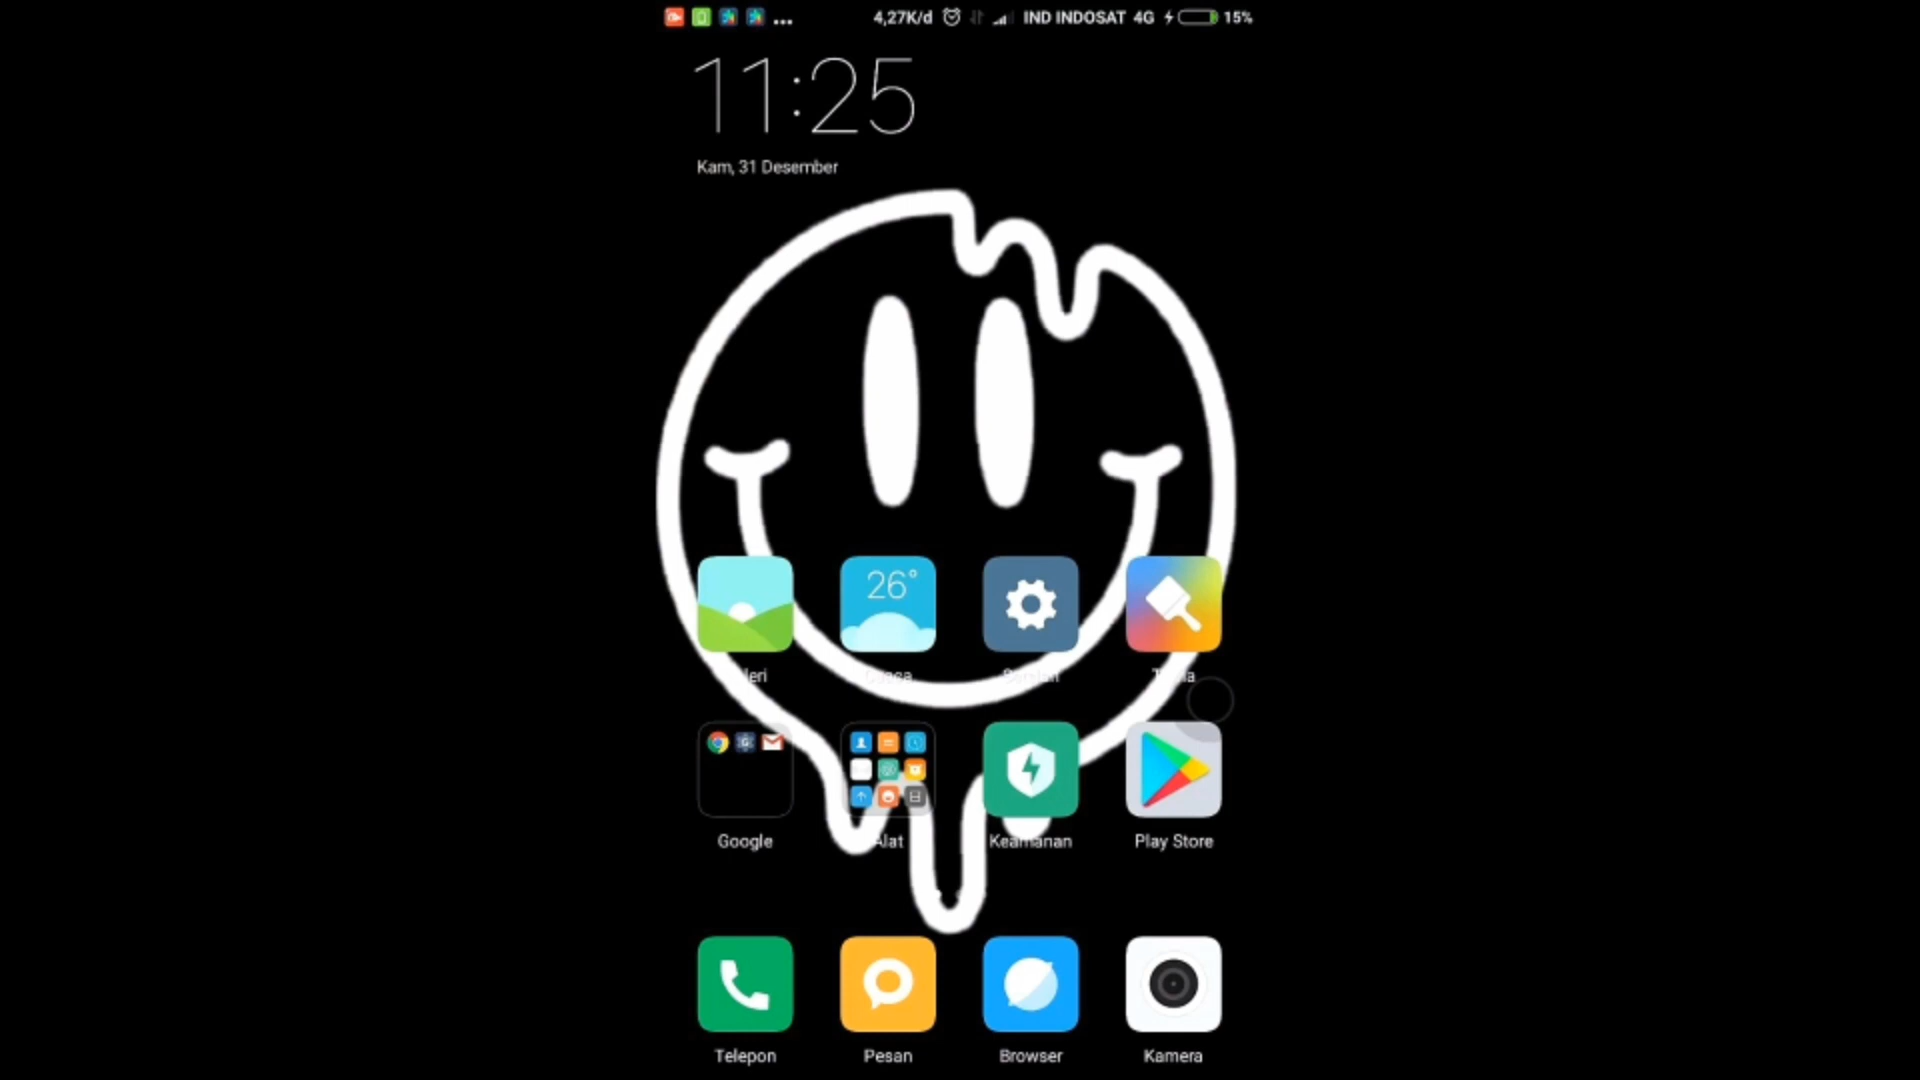 4,27K/d IND INDOSAT 4G 15%
11:25
Kam, 31 Desember
26°
Google Alat Keamanan Play Store
Telepon Pesan Browser Kamera